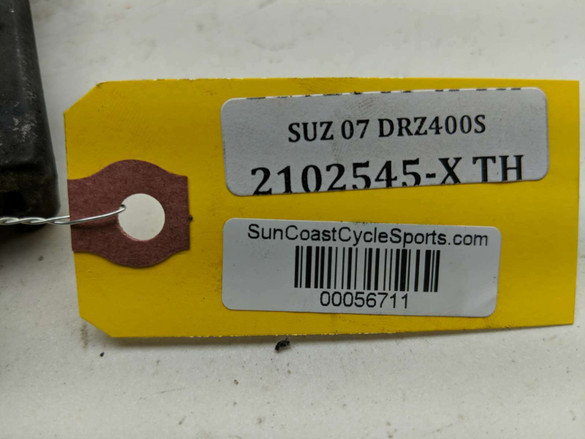 SUZ 07 DRZ400S
2102545-X TH
SunCoastCycleSports.com
00056711